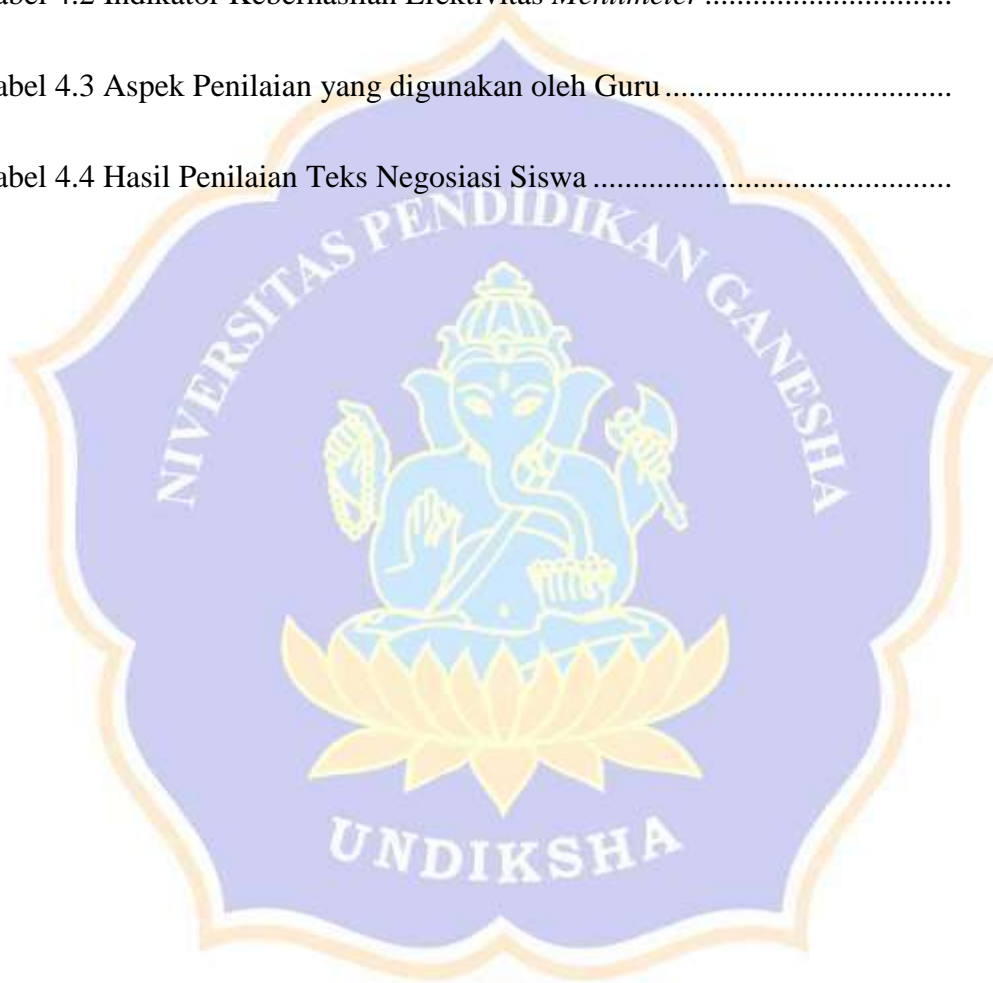 abel 4.2 Indikator Keberhasilan Efektivitas Mentimeter ...............................
abel 4.3 Aspek Penilaian yang digunakan oleh Guru ....................................
abel 4.4 Hasil Penilaian Teks Negosiasi Siswa .............................................
NIVERSITAS PENDIDIKAN GANESHA
UNDIKSHA